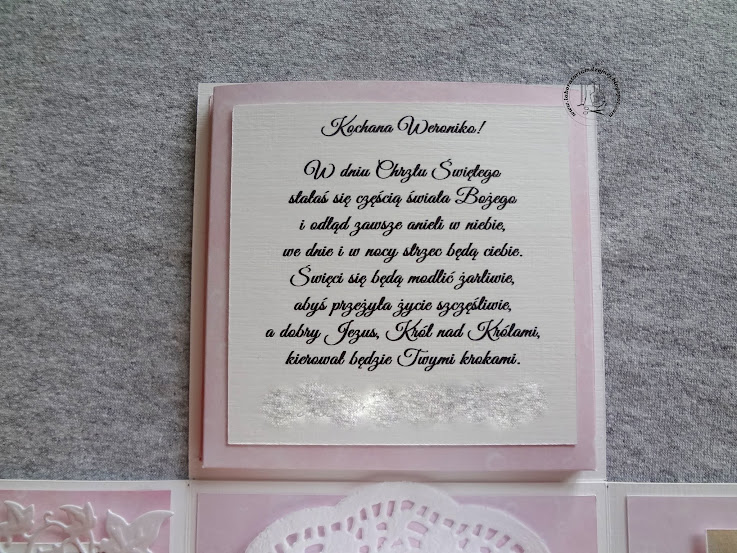 Kochana Weroniko!
W dniu Chrztu Świętego
stałaś się częścią świata Bożego
i odtąd zawsze anieli w niebie,
we dnie i w nocy strzec będą ciebie.
Święci się będą modlić żarliwie,
abyś przeżyła życie szczęśliwie,
a dobry Jezus, Król nad Królami,
kierował będzie Twymi krokami.